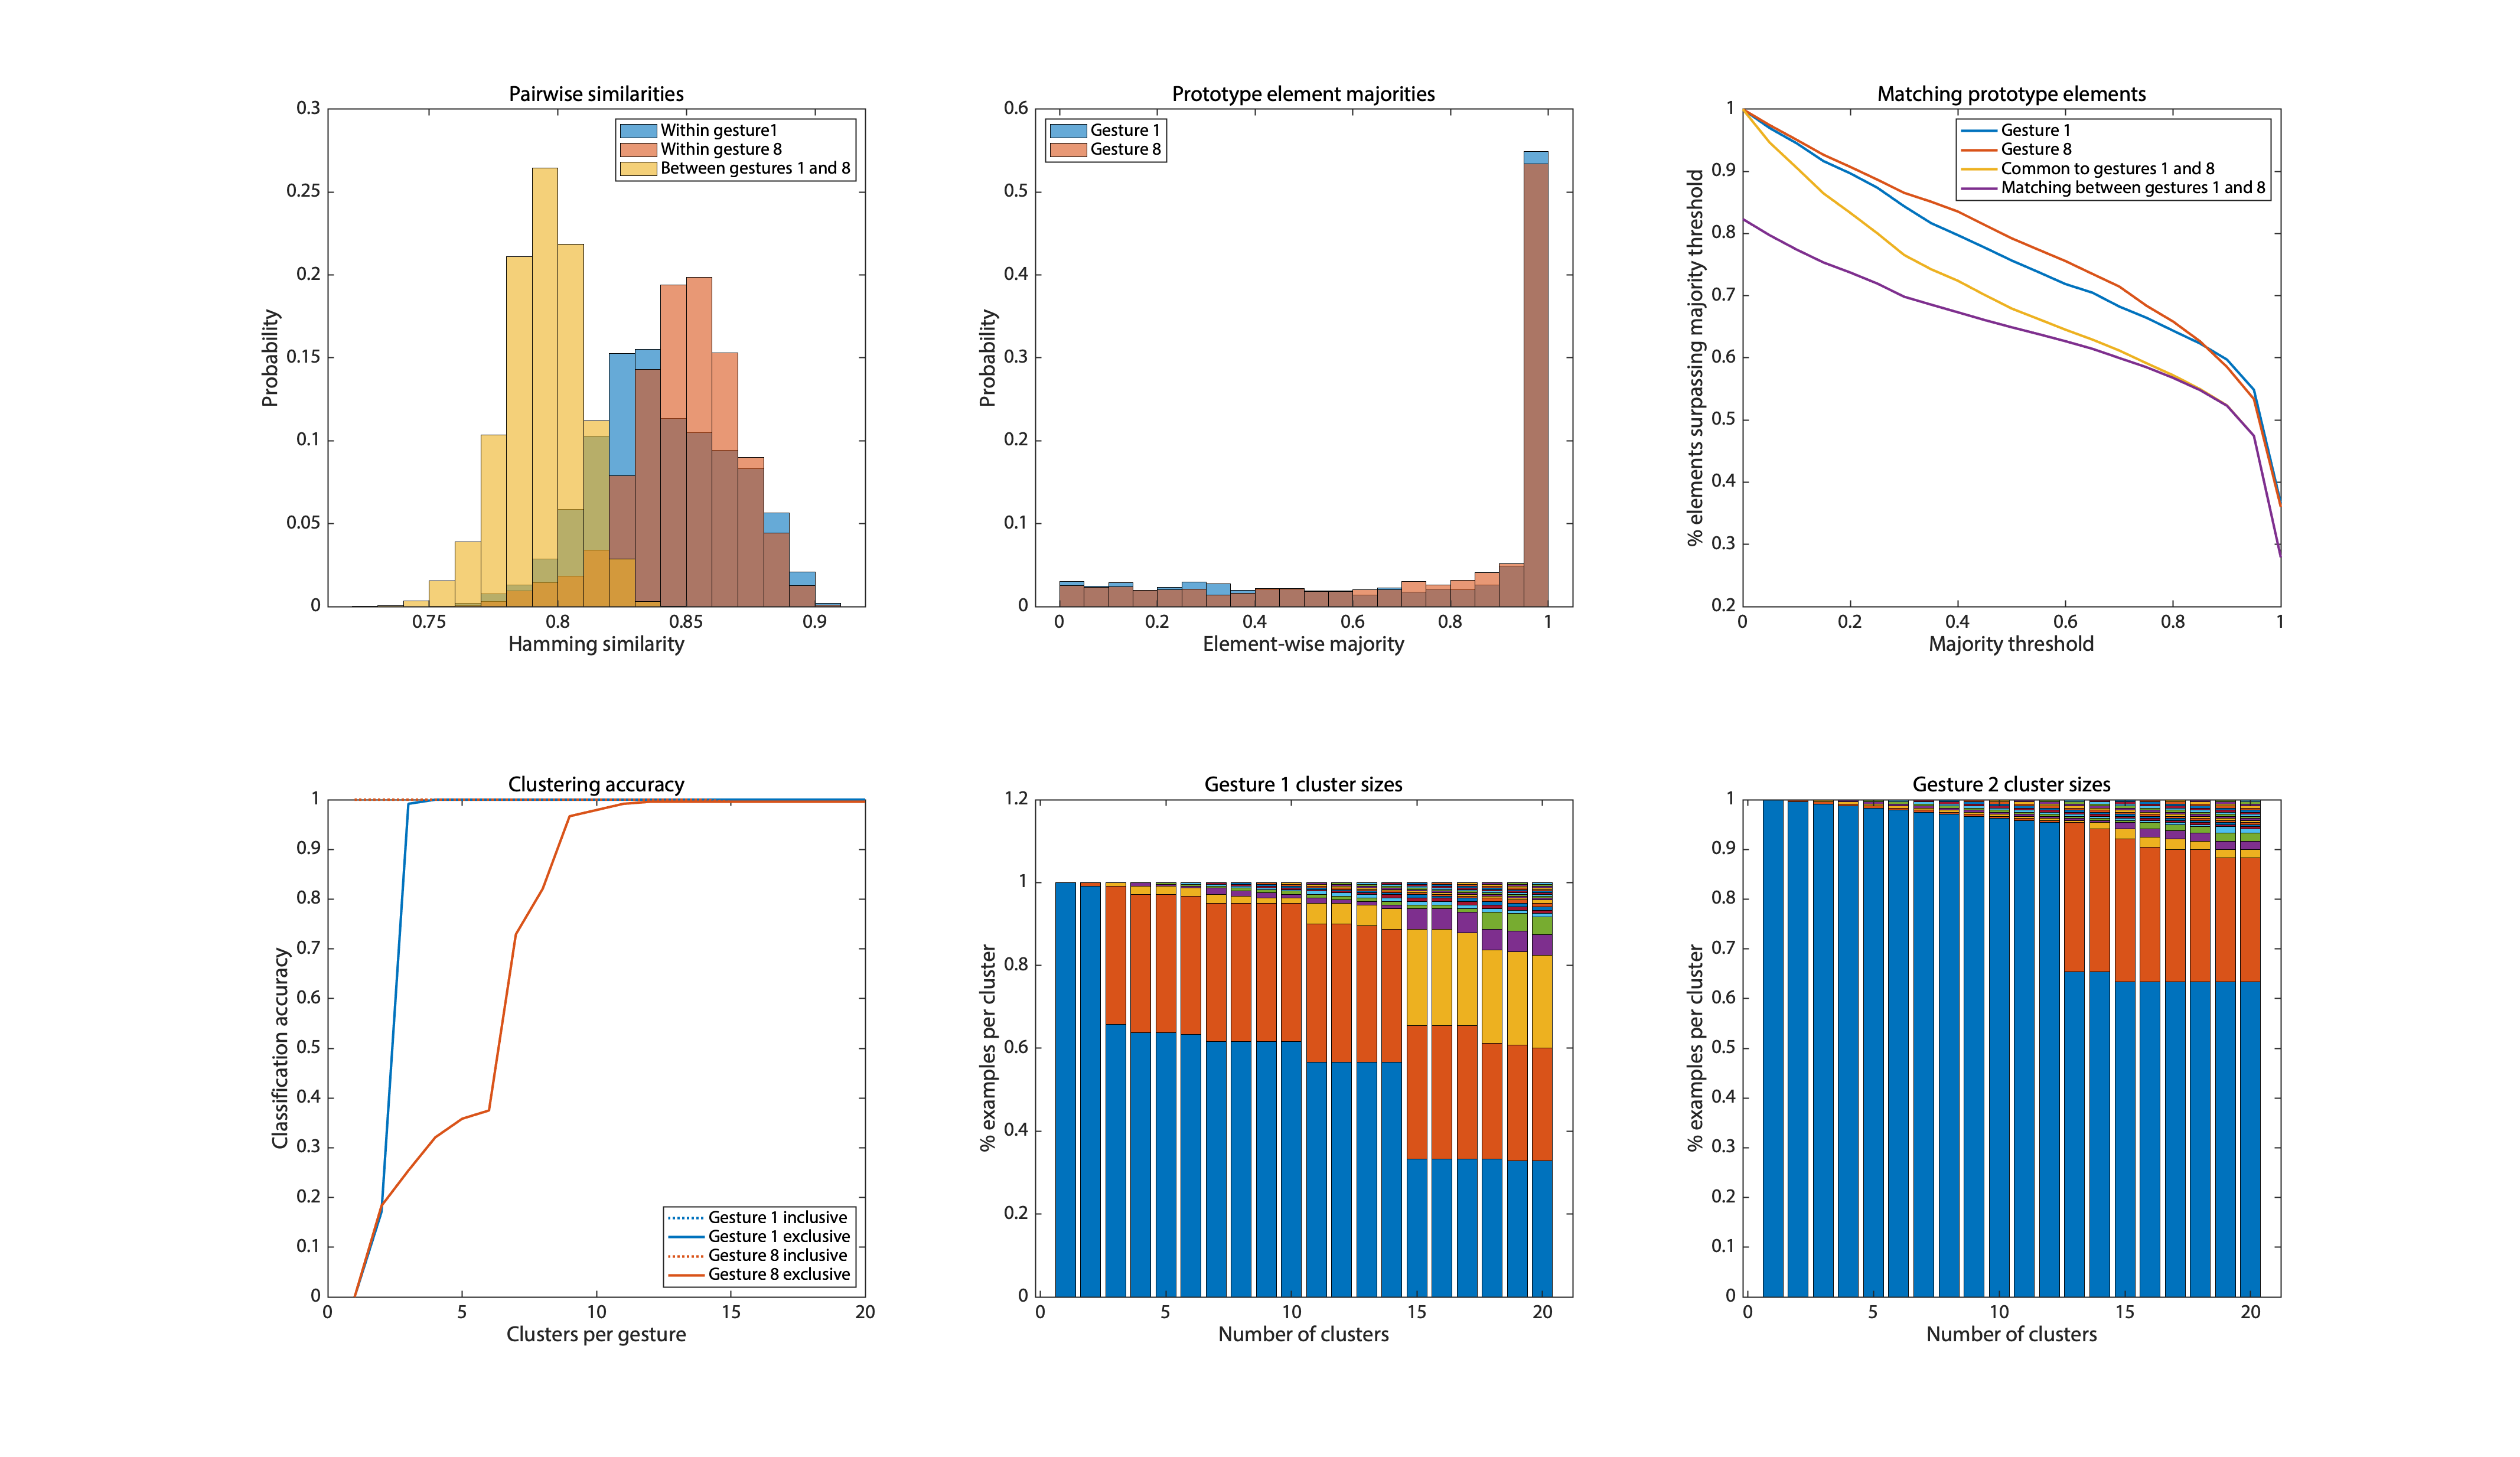 Pairwise similarities
0.3
0.25
0.2
0.15
0.1
0.05
0
Probability
Within gesture1
Within gesture 8
Between gestures 1 and 8
0.75 0.8 0.85 0.9
Hamming similarity
Prototype element majorities
0.6
0.5
0.4
0.3
0.2
0.1
0
Probability
Gesture 1
Gesture 8
0 0.2 0.4 0.6 0.8 1
Element-wise majority
Matching prototype elements
1
0.9
0.8
0.7
0.6
0.5
0.4
0.3
0.2
% elements surpassing majority threshold
Gesture 1
Gesture 8
Common to gestures 1 and 8
Matching between gestures 1 and 8
0 0.2 0.4 0.6 0.8 1
Majority threshold
Clustering accuracy
1
0.9
0.8
0.7
0.6
0.5
0.4
0.3
0.2
0.1
0
Classification accuracy
Gesture 1 inclusive
Gesture 1 exclusive
Gesture 8 inclusive
Gesture 8 exclusive
0 5 10 15 20
Clusters per gesture
Gesture 1 cluster sizes
1.2
1
0.8
0.6
0.4
0.2
0
% examples per cluster
0 5 10 15 20
Number of clusters
Gesture 2 cluster sizes
1
0.9
0.8
0.7
0.6
0.5
0.4
0.3
0.2
0.1
0
% examples per cluster
0 5 10 15 20
Number of clusters